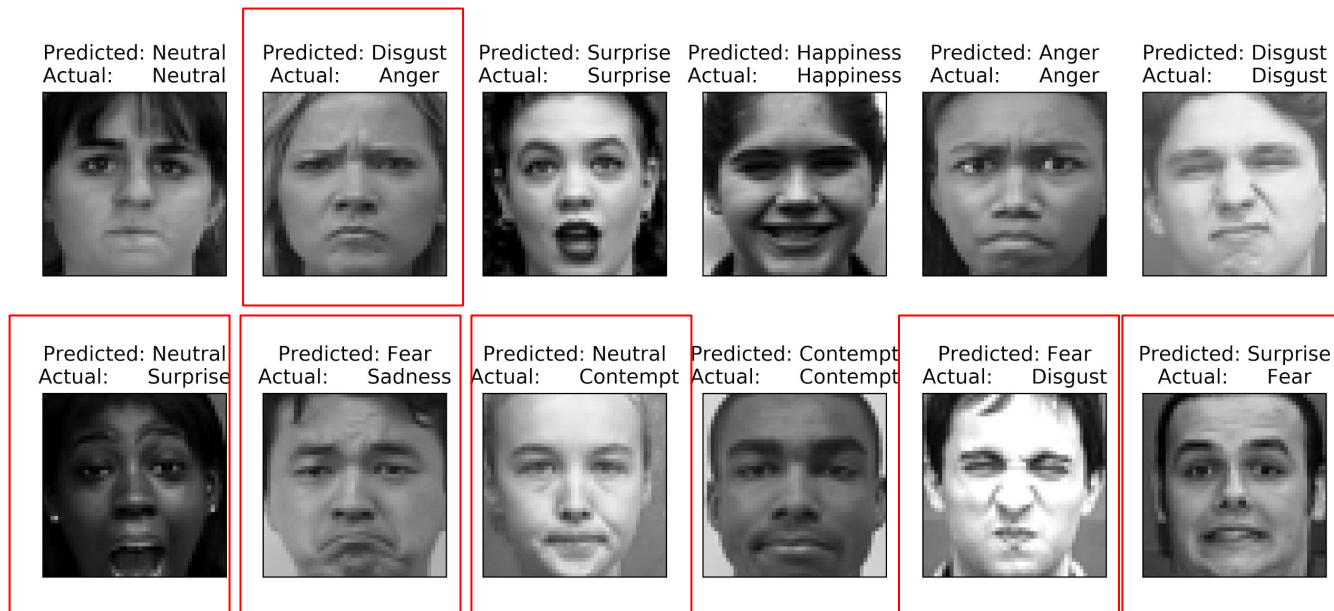 Predicted: Neutral
Actual: Neutral
Predicted: Disgust
Actual: Anger
Predicted: Surprise
Actual: Surprise
Predicted: Happiness
Actual: Happiness
Predicted: Anger
Actual: Anger
Predicted: Disgust
Actual: Disgust
Predicted: Neutral
Actual: Surprise
Predicted: Fear
Actual: Sadness
Predicted: Neutral
Actual: Contempt
Predicted: Contempt
Actual: Contempt
Predicted: Fear
Actual: Disgust
Predicted: Surprise
Actual: Fear